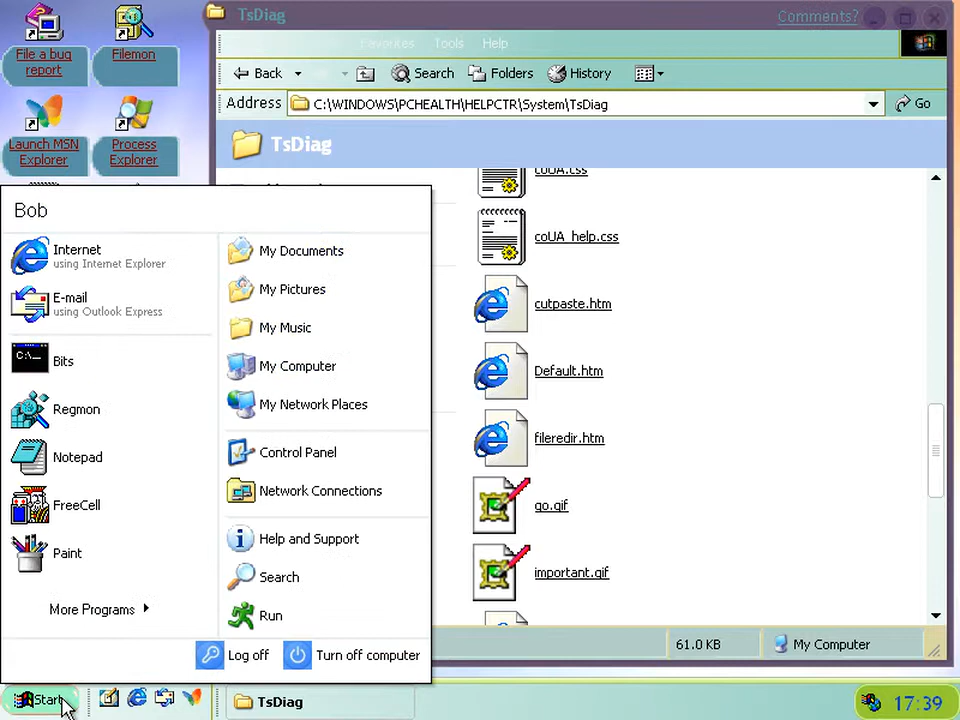 File a bug
report
Filemon
Launch MSN
Explorer
Process
Explorer
TsDiag
Comments?
Favorites Tools Help
Back Search Folders History
Address C:\WINDOWS\PCHEALTH\HELPCTR\System\TsDiag Go
TsDiag
coUA.css
coUA_help.css
cutpaste.htm
Default.htm
fileredir.htm
go.gif
important.gif
61.0 KB My Computer
Bob
Internet
using Internet Explorer
E-mail
using Outlook Express
C:\_
Bits
Regmon
Notepad
FreeCell
Paint
More Programs
My Documents
My Pictures
My Music
My Computer
My Network Places
Control Panel
Network Connections
Help and Support
Search
Run
Log off Turn off computer
Start TsDiag 17:39